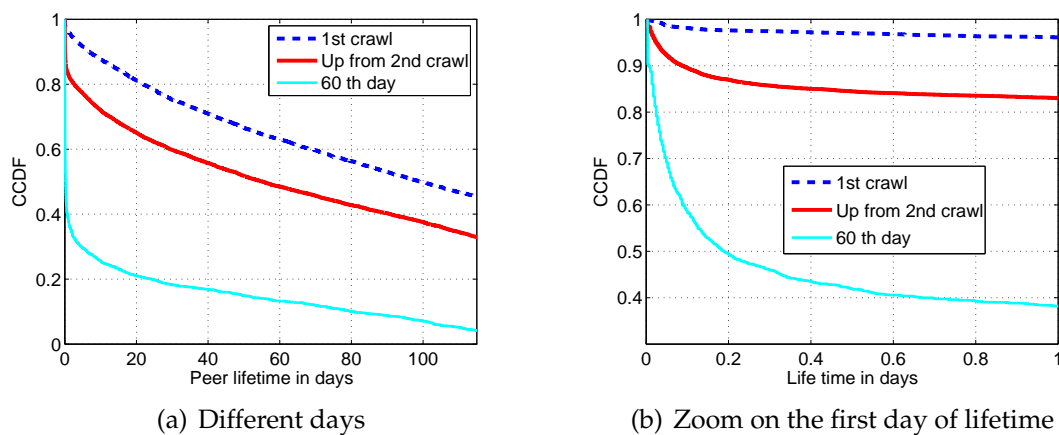 1
0.8
0.6
0.4
0.2
0
CCDF
0 20 40 60 80 100
Peer lifetime in days
1st crawl
Up from 2nd crawl
60 th day
(a) Different days
1
0.9
0.8
0.7
0.6
0.5
0.4
CCDF
0 0.2 0.4 0.6 0.8 1
Life time in days
1st crawl
Up from 2nd crawl
60 th day
(b) Zoom on the first day of lifetime